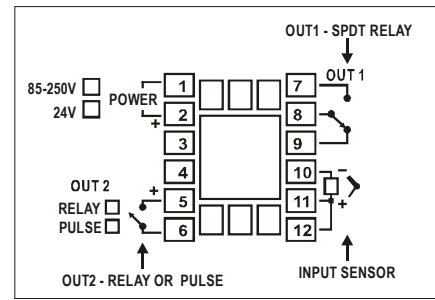 OUT1 - SPDT RELAY
OUT 1
85-250V
24V
POWER
+
1
2
3
4
5
6
7
8
9
10
11
12
−
+
OUT 2
+
RELAY
PULSE
OUT2 - RELAY OR PULSE
INPUT SENSOR